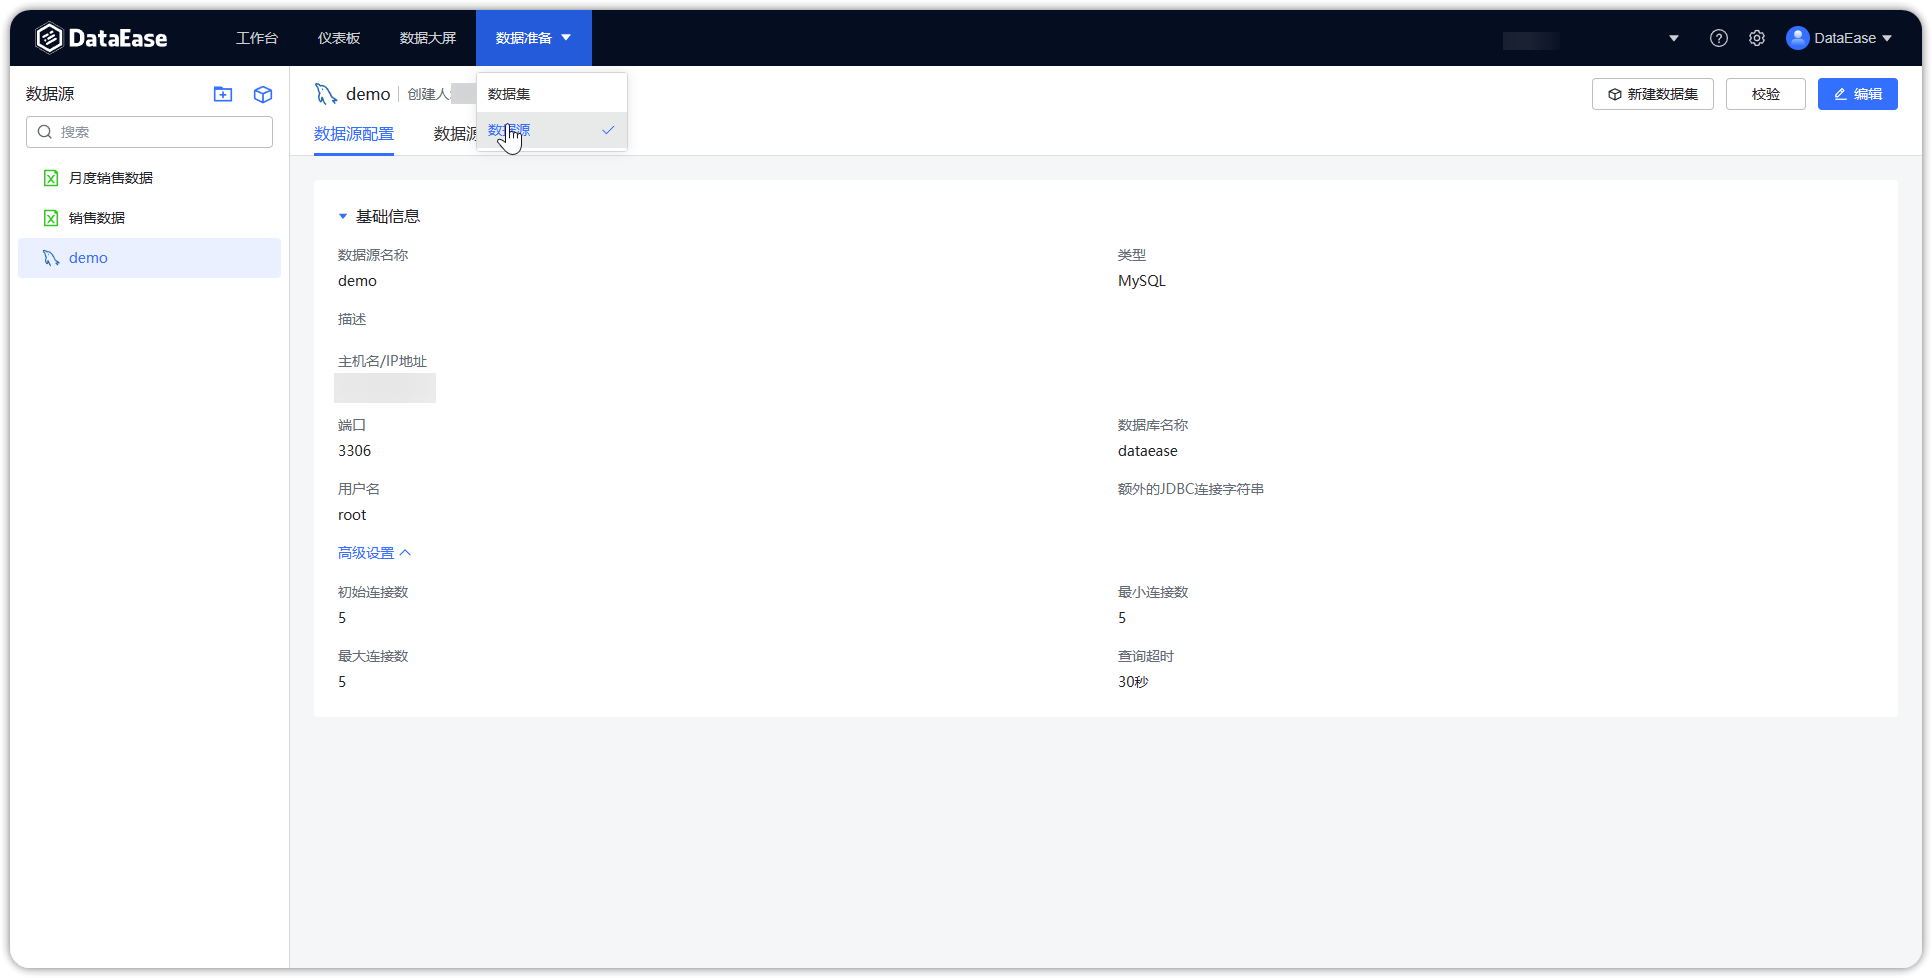 DataEase 工作台 仪表板 数据大屏 数据准备 DataEase
数据源
搜索
月度销售数据
销售数据
demo
demo 创建人:
新建数据集 校验 编辑
数据集
数据源
数据源配置 数据源
基础信息
数据源名称 类型
demo MySQL
描述
主机名/IP地址
端口 数据库名称
3306 dataease
用户名 额外的JDBC连接字符串
root
高级设置
初始连接数 最小连接数
5 5
最大连接数 查询超时
5 30秒